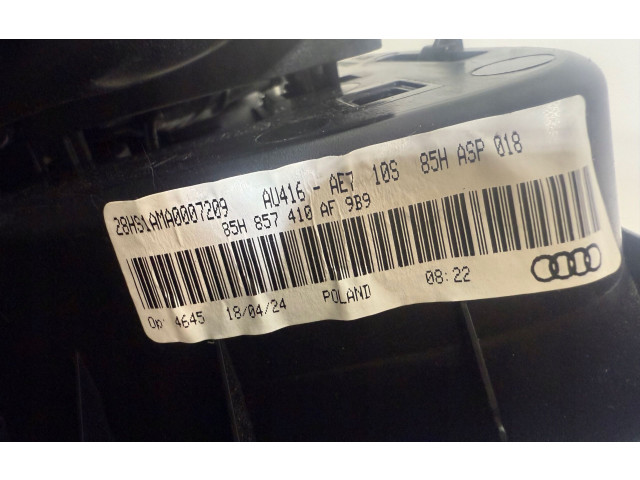 28HS1AMA0007209 AU416 - AE7 10S 85H ASP 018
85H 857 410 AF 9B9
Op: 4645 18/04/24 POLAND 08:22